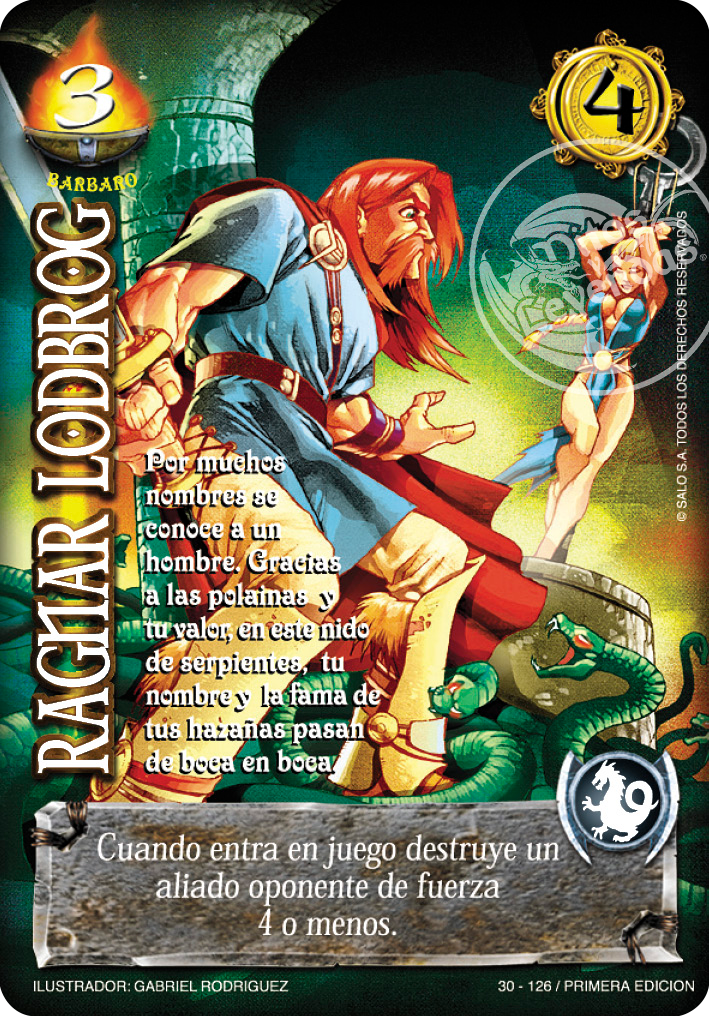 3
4
BARBARO
RAGNAR LODBROG
Mitos
Leyendas
®
© SALO S.A. TODOS LOS DERECHOS RESERVADOS
Por muchos
nombres se
conoce a un
hombre. Gracias
a las polainas y
tu valor, en este nido
de serpientes, tu
nombre y la fama de
tus hazañas pasan
de boca en boca.
Cuando entra en juego destruye un
aliado oponente de fuerza
4 o menos.
ILUSTRADOR: GABRIEL RODRIGUEZ
30 - 126 / PRIMERA EDICION